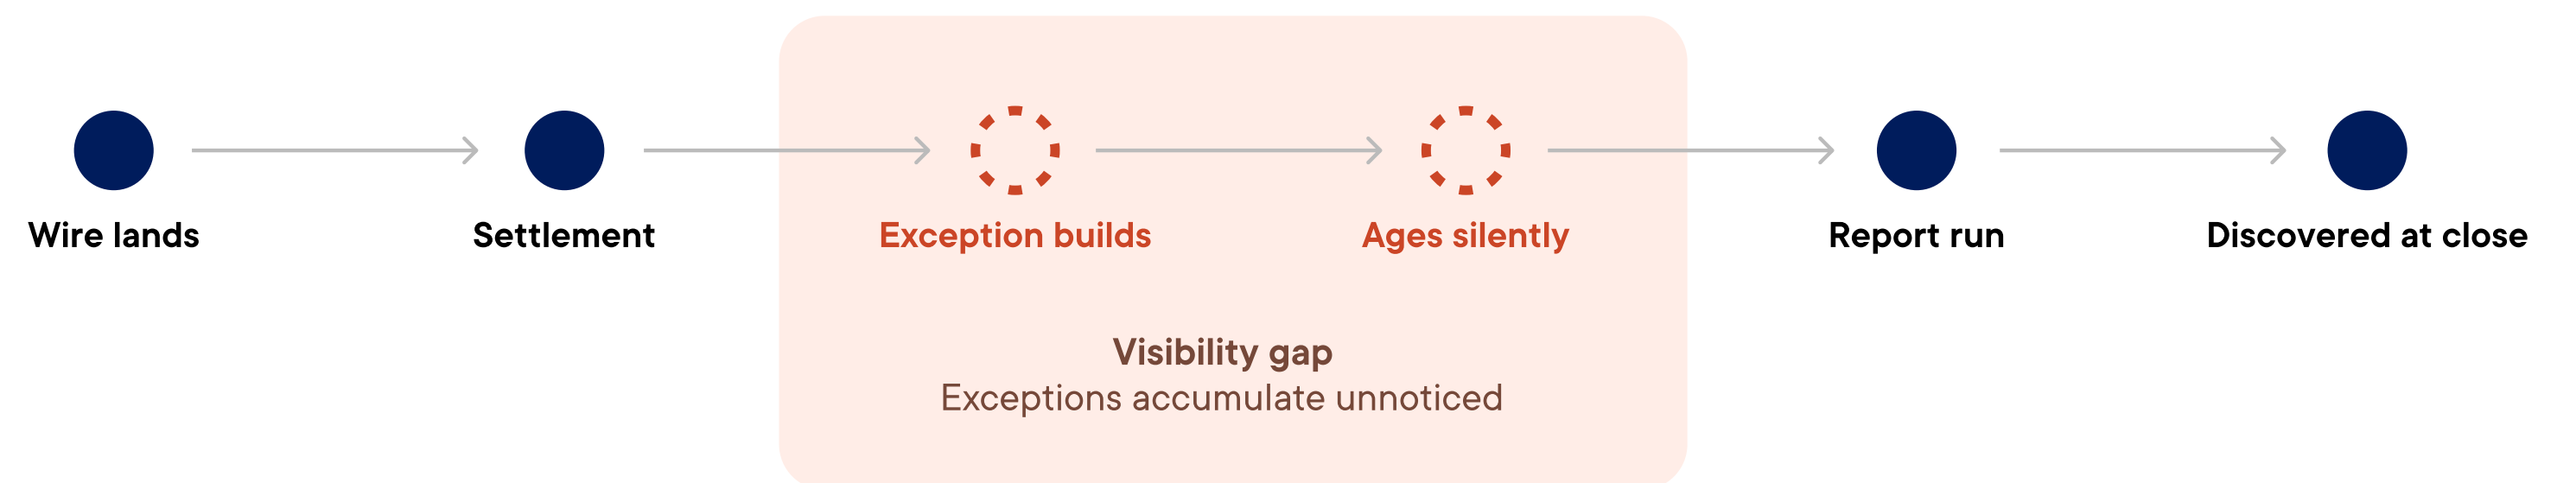 Wire lands
Settlement
Exception builds
Ages silently
Report run
Discovered at close
Visibility gap
Exceptions accumulate unnoticed